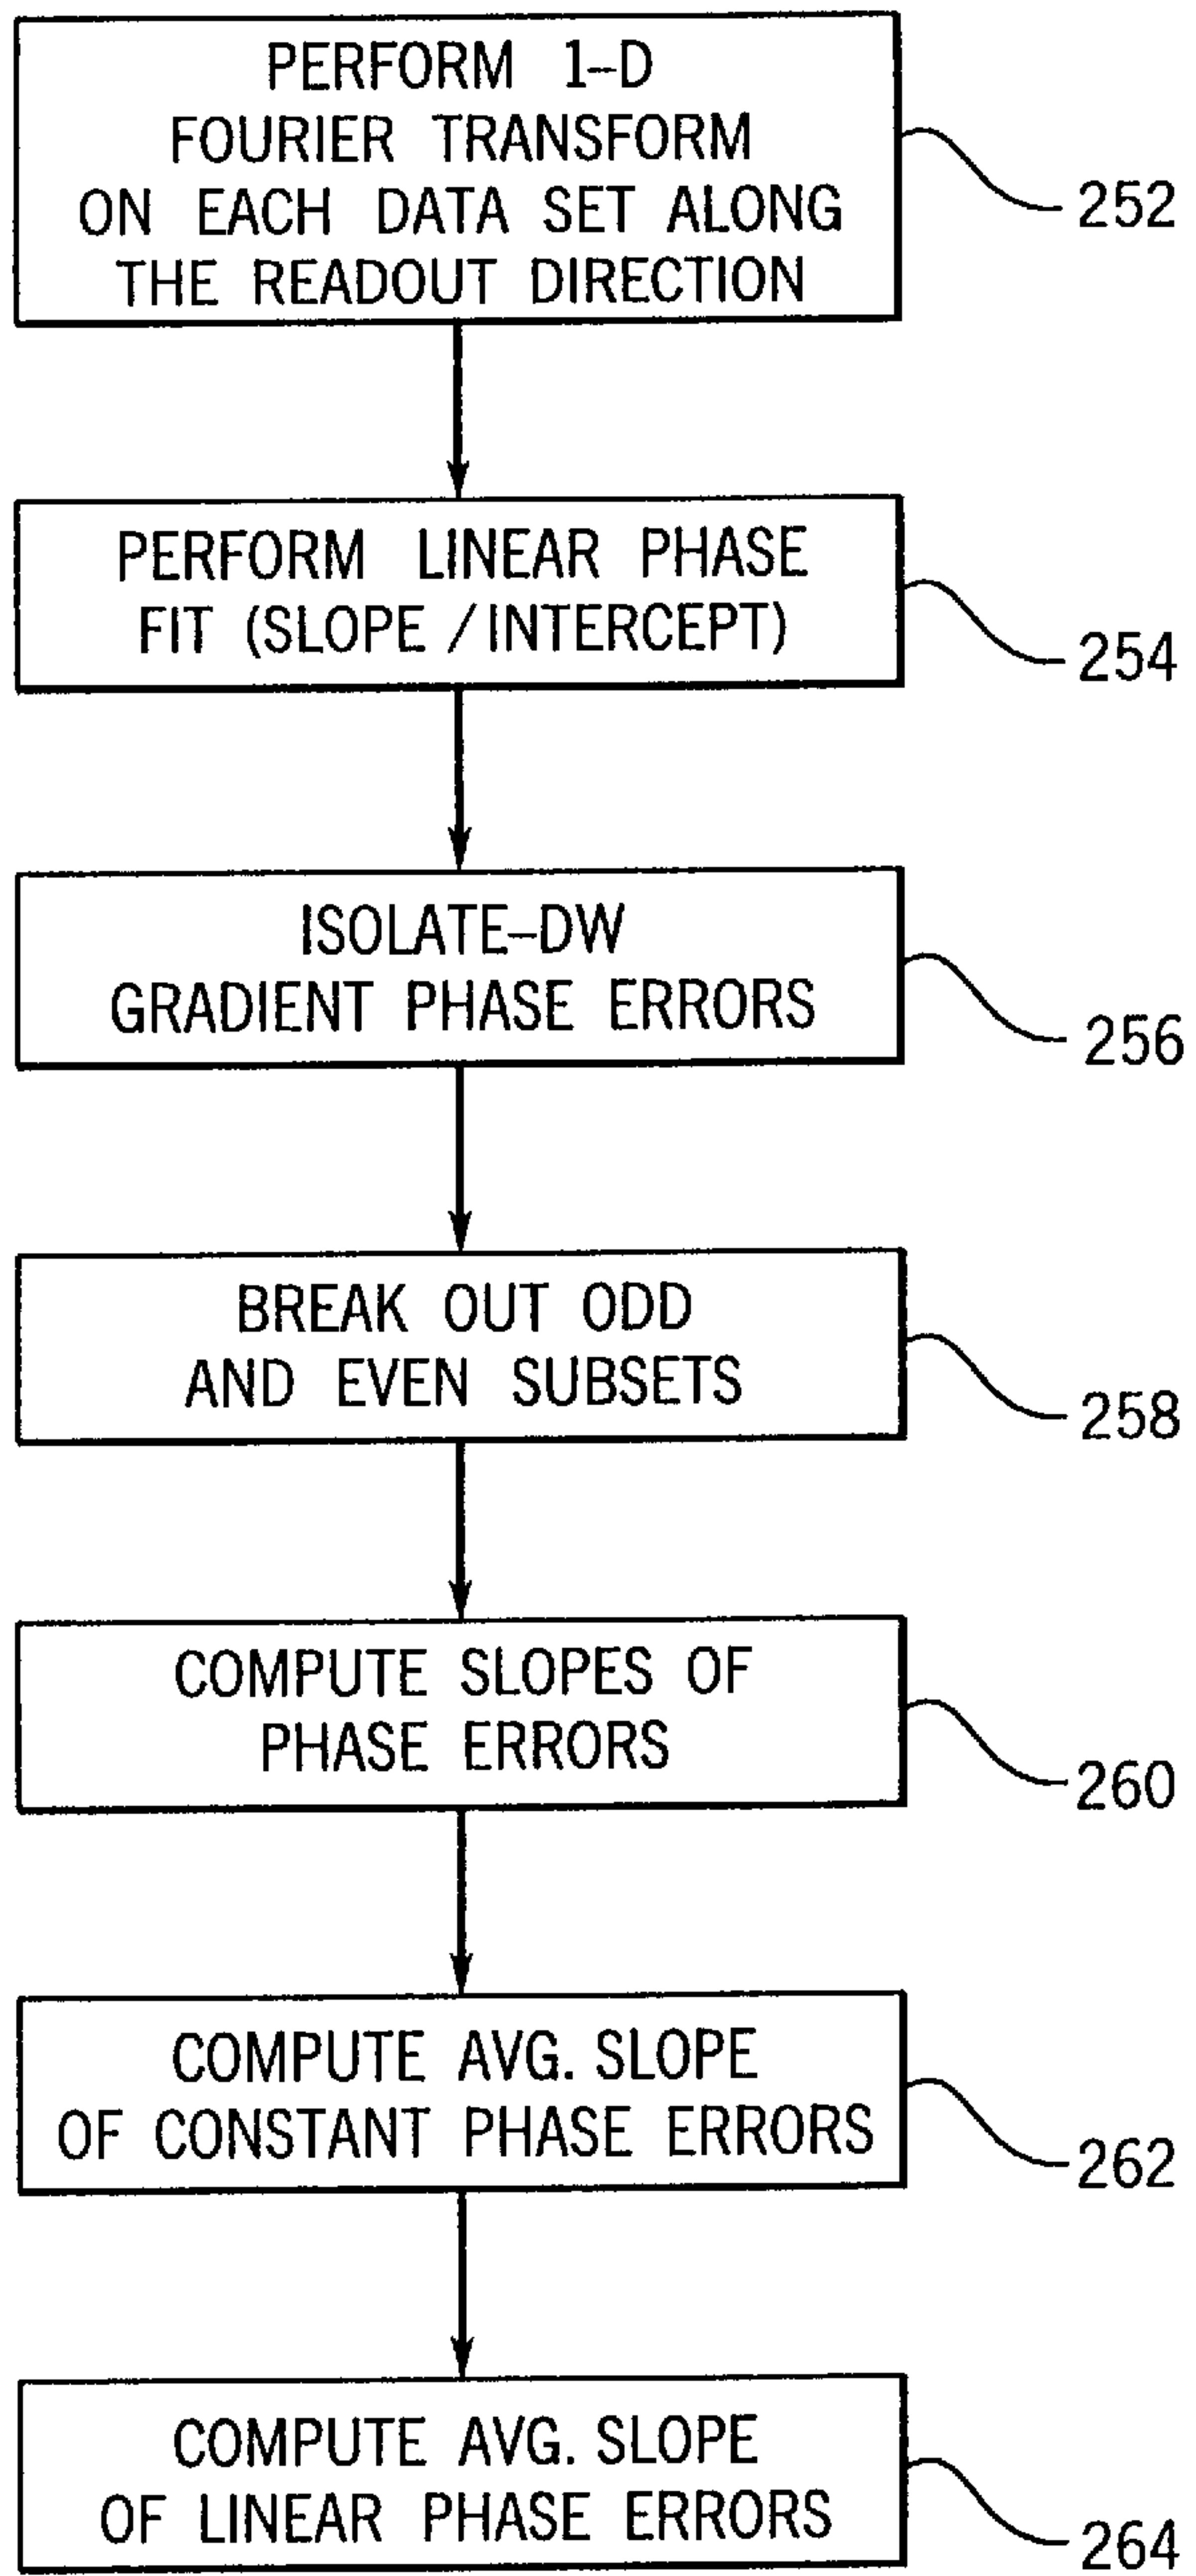 PERFORM 1-D
FOURIER TRANSFORM
ON EACH DATA SET ALONG
THE READOUT DIRECTION
252
PERFORM LINEAR PHASE
FIT (SLOPE/INTERCEPT)
254
ISOLATE-DW
GRADIENT PHASE ERRORS
256
BREAK OUT ODD
AND EVEN SUBSETS
258
COMPUTE SLOPES OF
PHASE ERRORS
260
COMPUTE AVG. SLOPE
OF CONSTANT PHASE ERRORS
262
COMPUTE AVG. SLOPE
OF LINEAR PHASE ERRORS
264